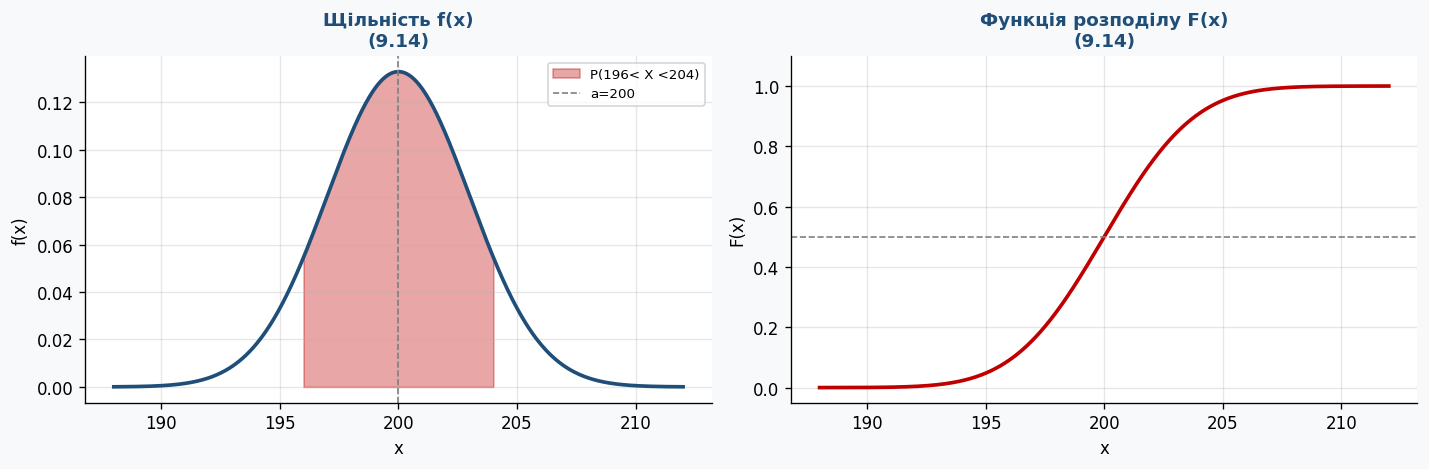 Щільність f(x)
(9.14)
P(196< X <204)
a=200
f(x)
0.12
0.10
0.08
0.06
0.04
0.02
0.00
190 195 200 205 210
x
Функція розподілу F(x)
(9.14)
F(x)
1.0
0.8
0.6
0.4
0.2
0.0
190 195 200 205 210
x